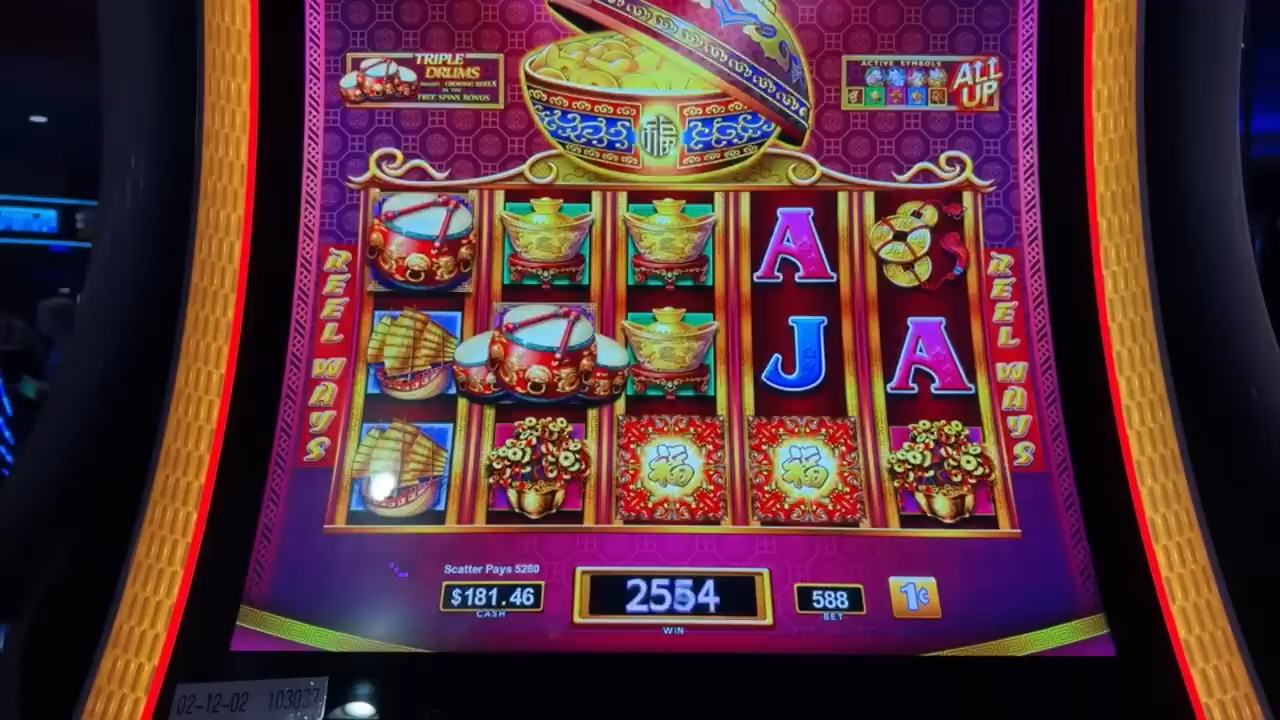 TRIPLE
DRUMS
FREE SPINS BONUS
ACTIVE SYMBOLS
ALL
UP
福
A
J
A
福
福
REEL WAYS
REEL WAYS
Scatter Pays 5280
$181.46
CASH
2554
WIN
588
BET
1¢
02-12-02 103037